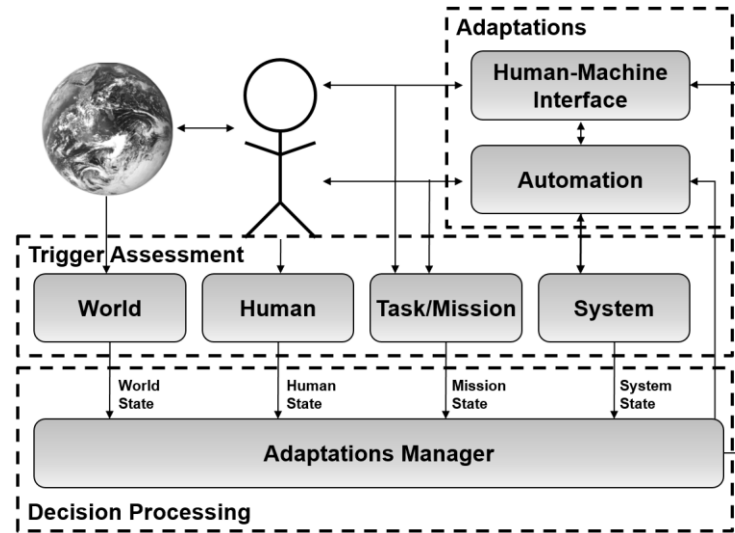 Adaptations
Human-Machine
Interface
Automation
Trigger Assessment
World
Human
Task/Mission
System
World
State
Human
State
Mission
State
System
State
Adaptations Manager
Decision Processing